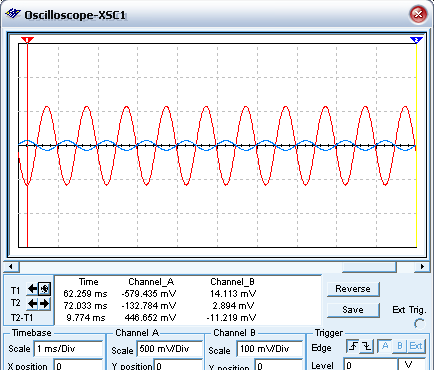 Oscilloscope-XSC1
1 2
Time Channel_A Channel_B
T1 62.259 ms -579.435 mV 14.113 mV
T2 72.033 ms -132.784 mV 2.894 mV
T2-T1 9.774 ms 446.652 mV -11.219 mV
Reverse
Save
Ext Trig.
Timebase Channel A Channel B Trigger
Scale 1 ms/Div Scale 500 mV/Div Scale 100 mV/Div Edge A B Ext
X position 0 Y position 0 Y position 0 Level 0 V